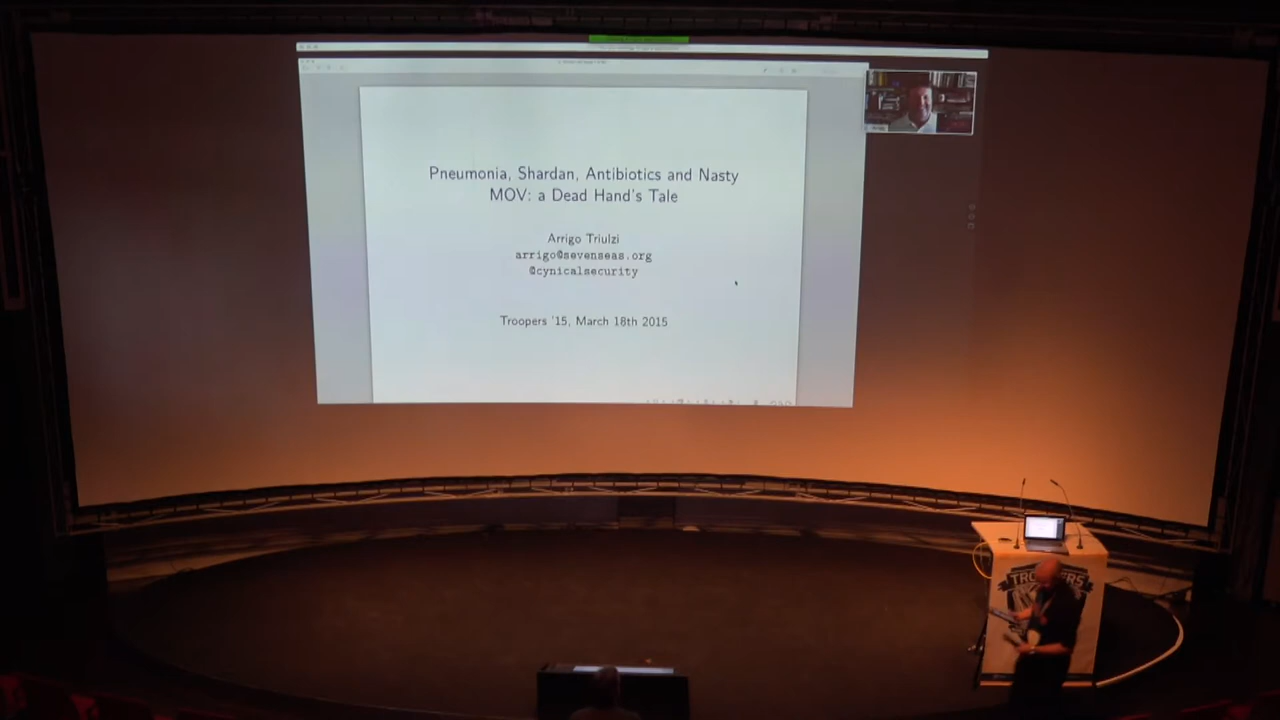 Pneumonia, Shardan, Antibiotics and Nasty
MOV: a Dead Hand's Tale
Arrigo Triulzi
arrigo@sevenseas.org
@cynicalsecurity
Troopers '15, March 18th 2015
TROOPERS